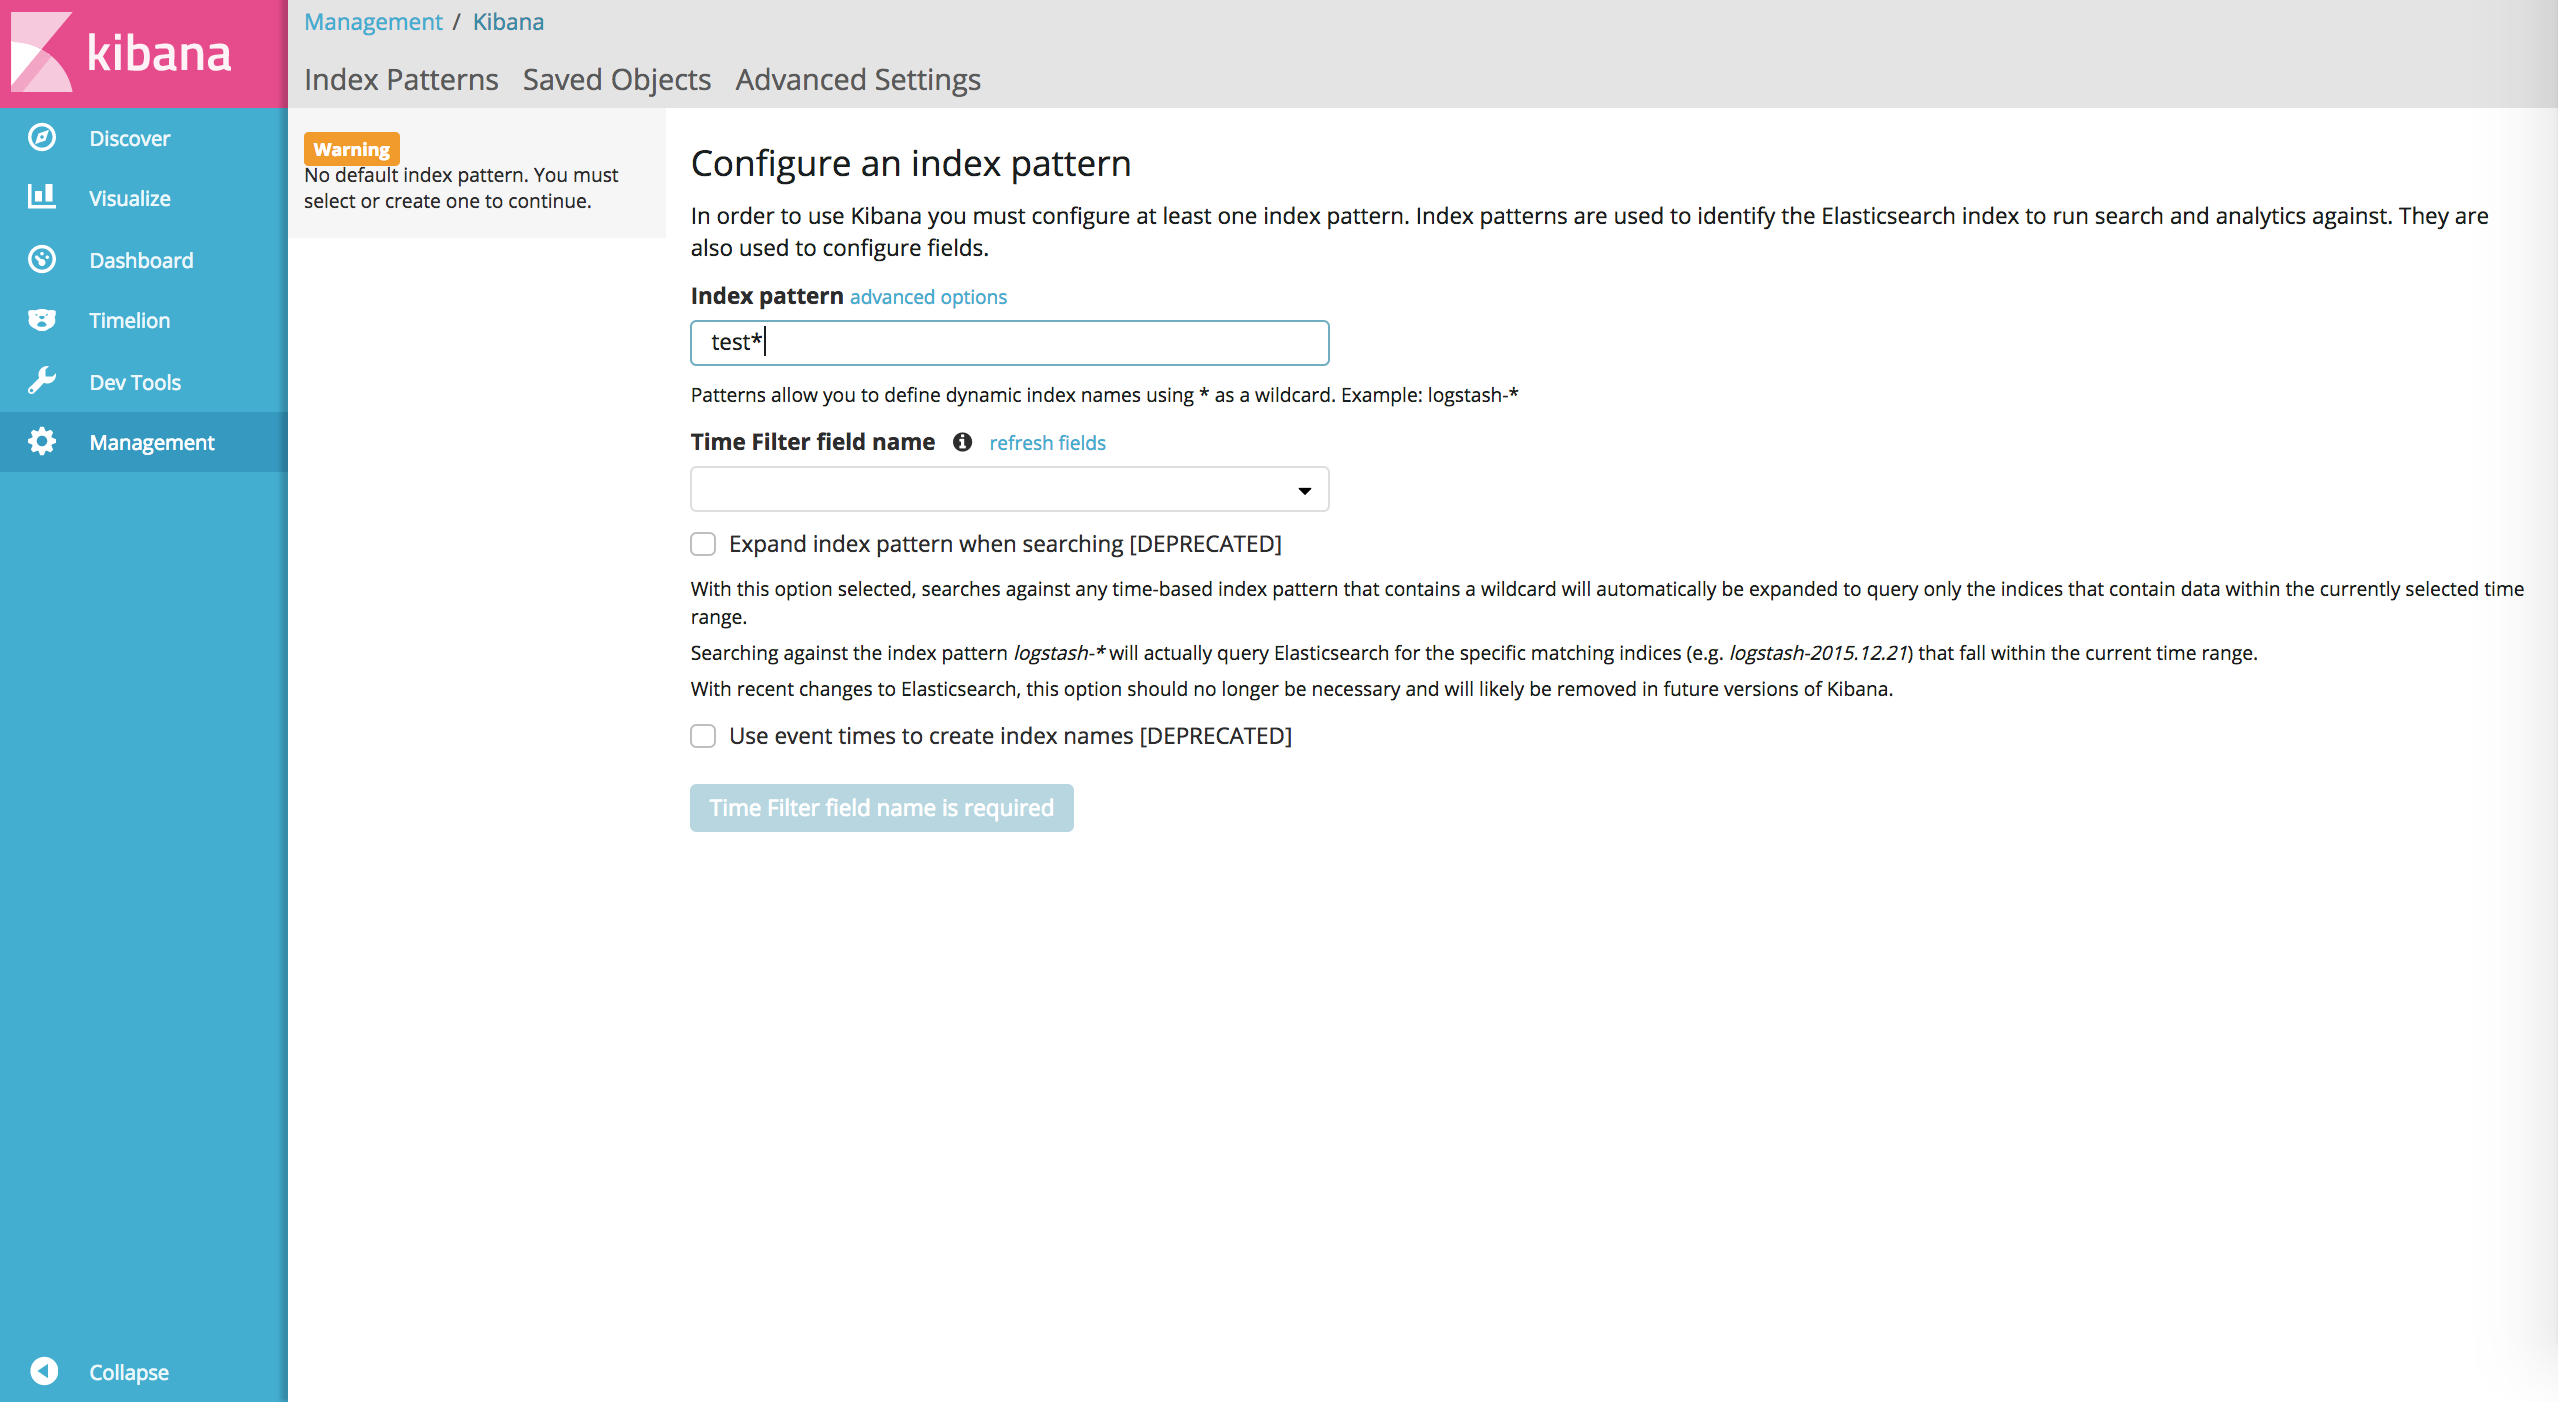 kibana
Management / Kibana
Index Patterns Saved Objects Advanced Settings
Discover
Visualize
Dashboard
Timelion
Dev Tools
Management
Collapse
Warning
No default index pattern. You must
select or create one to continue.
Configure an index pattern
In order to use Kibana you must configure at least one index pattern. Index patterns are used to identify the Elasticsearch index to run search and analytics against. They are
also used to configure fields.
Index pattern advanced options
test*
Patterns allow you to define dynamic index names using * as a wildcard. Example: logstash-*
Time Filter field name refresh fields
Expand index pattern when searching [DEPRECATED]
With this option selected, searches against any time-based index pattern that contains a wildcard will automatically be expanded to query only the indices that contain data within the currently selected time
range.
Searching against the index pattern logstash-* will actually query Elasticsearch for the specific matching indices (e.g. logstash-2015.12.21) that fall within the current time range.
With recent changes to Elasticsearch, this option should no longer be necessary and will likely be removed in future versions of Kibana.
Use event times to create index names [DEPRECATED]
Time Filter field name is required